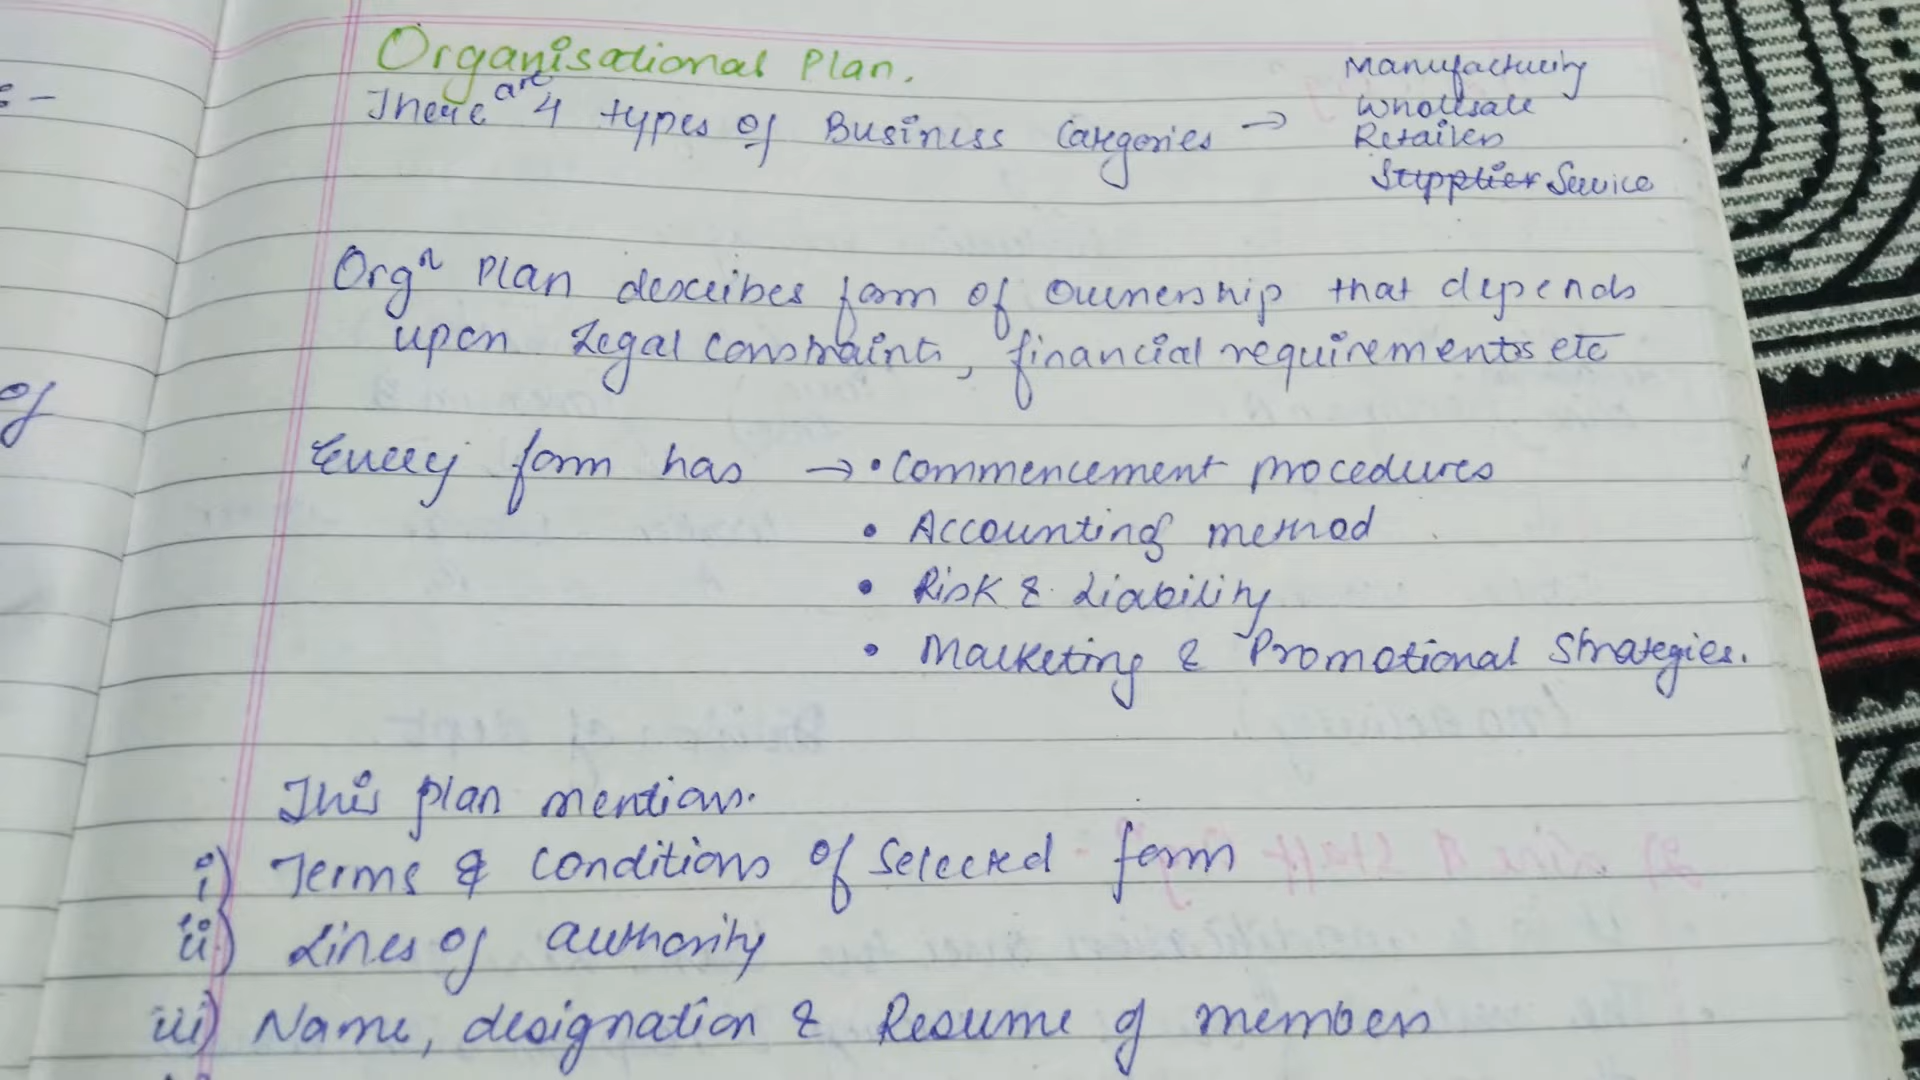 Organisational Plan.
There are 4 types of Business Categories → Manufacturing
Wholesale
Retailers
Supplier Service
Orgⁿ Plan describes form of ownership that depends
upon Legal constraints, financial requirements etc
Every form has → • Commencement procedures
• Accounting method
• Risk & Liability
• Marketing & Promotional Strategies.
This plan mentions.
i) Terms & conditions of selected form
ii) Lines of authority
iii) Name, designation & Resume of members
:-
of